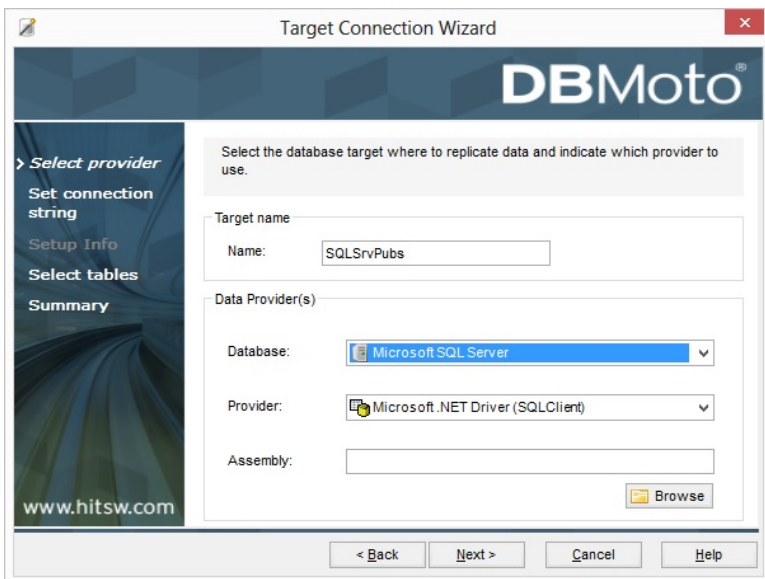 Target Connection Wizard
DBMoto®
Select provider
Set connection
string
Setup Info
Select tables
Summary
www.hitsw.com
Select the database target where to replicate data and indicate which provider to
use.
Target name
Name: SQLSrvPubs
Data Provider(s)
Database: Microsoft SQL Server
Provider: Microsoft .NET Driver (SQLClient)
Assembly:
Browse
< Back Next > Cancel Help